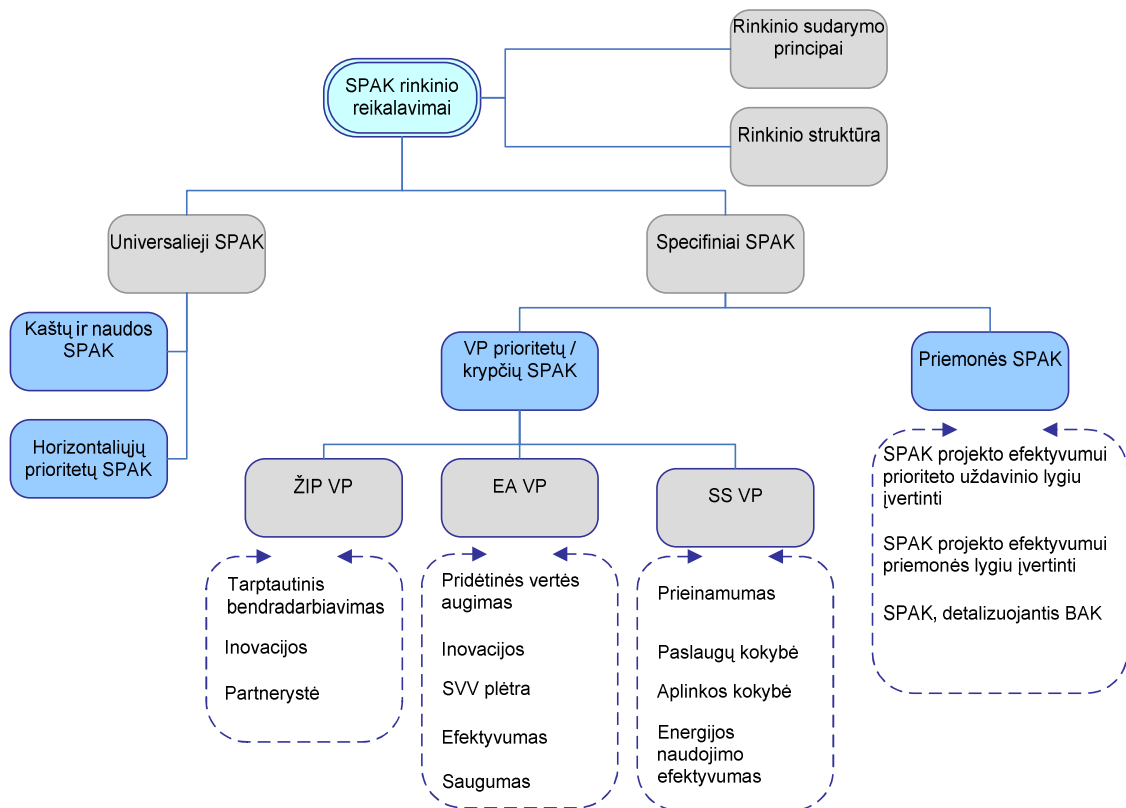 Rinkinio sudarymo
principai
SPAK rinkinio
reikalavimai
Rinkinio struktūra
Universalieji SPAK
Specifiniai SPAK
Kaštų ir naudos
SPAK
Horizontaliųjų
prioritetų SPAK
VP prioritetų /
krypčių SPAK
Priemonės SPAK
ŽIP VP
EA VP
SS VP
Tarptautinis
bendradarbiavimas
Inovacijos
Partnerystė
Pridėtinės vertės
augimas
Inovacijos
SVV plėtra
Efektyvumas
Saugumas
Prieinamumas
Paslaugų kokybė
Aplinkos kokybė
Energijos
naudojimo
efektyvumas
SPAK projekto efektyvumui
prioriteto uždavinio lygiu
įvertinti
SPAK projekto efektyvumui
priemonės lygiu įvertinti
SPAK, detalizuojantis BAK